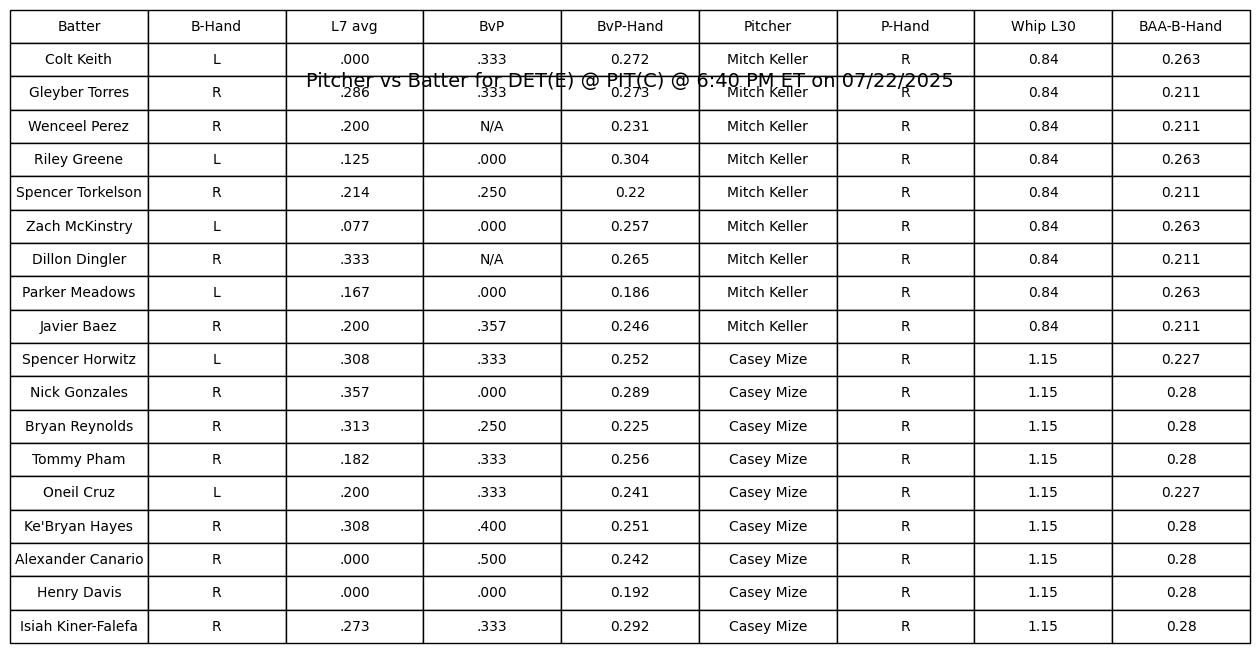 Batter B-Hand L7 avg BvP BvP-Hand Pitcher P-Hand Whip L30 BAA-B-Hand
Colt Keith L .000 .333 0.272 Mitch Keller R 0.84 0.263
Pitcher vs Batter for DET(E) @ PIT(C) @ 6:40 PM ET on 07/22/2025
Gleyber Torres R .286 .333 0.273 Mitch Keller R 0.84 0.211
Wenceel Perez R .200 N/A 0.231 Mitch Keller R 0.84 0.211
Riley Greene L .125 .000 0.304 Mitch Keller R 0.84 0.263
Spencer Torkelson R .214 .250 0.22 Mitch Keller R 0.84 0.211
Zach McKinstry L .077 .000 0.257 Mitch Keller R 0.84 0.263
Dillon Dingler R .333 N/A 0.265 Mitch Keller R 0.84 0.211
Parker Meadows L .167 .000 0.186 Mitch Keller R 0.84 0.263
Javier Baez R .200 .357 0.246 Mitch Keller R 0.84 0.211
Spencer Horwitz L .308 .333 0.252 Casey Mize R 1.15 0.227
Nick Gonzales R .357 .000 0.289 Casey Mize R 1.15 0.28
Bryan Reynolds R .313 .250 0.225 Casey Mize R 1.15 0.28
Tommy Pham R .182 .333 0.256 Casey Mize R 1.15 0.28
Oneil Cruz L .200 .333 0.241 Casey Mize R 1.15 0.227
Ke'Bryan Hayes R .308 .400 0.251 Casey Mize R 1.15 0.28
Alexander Canario R .000 .500 0.242 Casey Mize R 1.15 0.28
Henry Davis R .000 .000 0.192 Casey Mize R 1.15 0.28
Isiah Kiner-Falefa R .273 .333 0.292 Casey Mize R 1.15 0.28